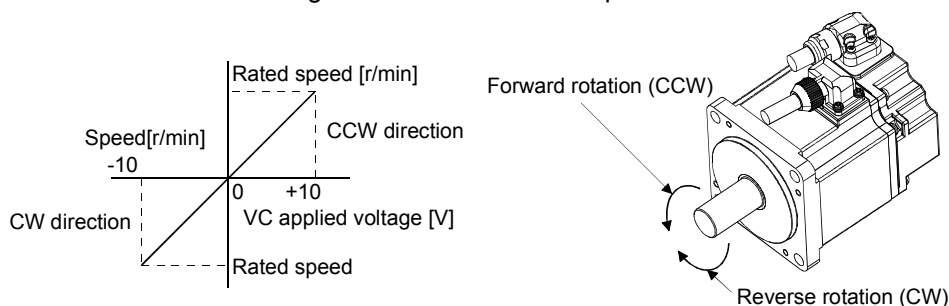 Rated speed [r/min]
CCW direction
Speed[r/min]
-10
0
+10
VC applied voltage [V]
CW direction
Rated speed
Forward rotation (CCW)
Reverse rotation (CW)